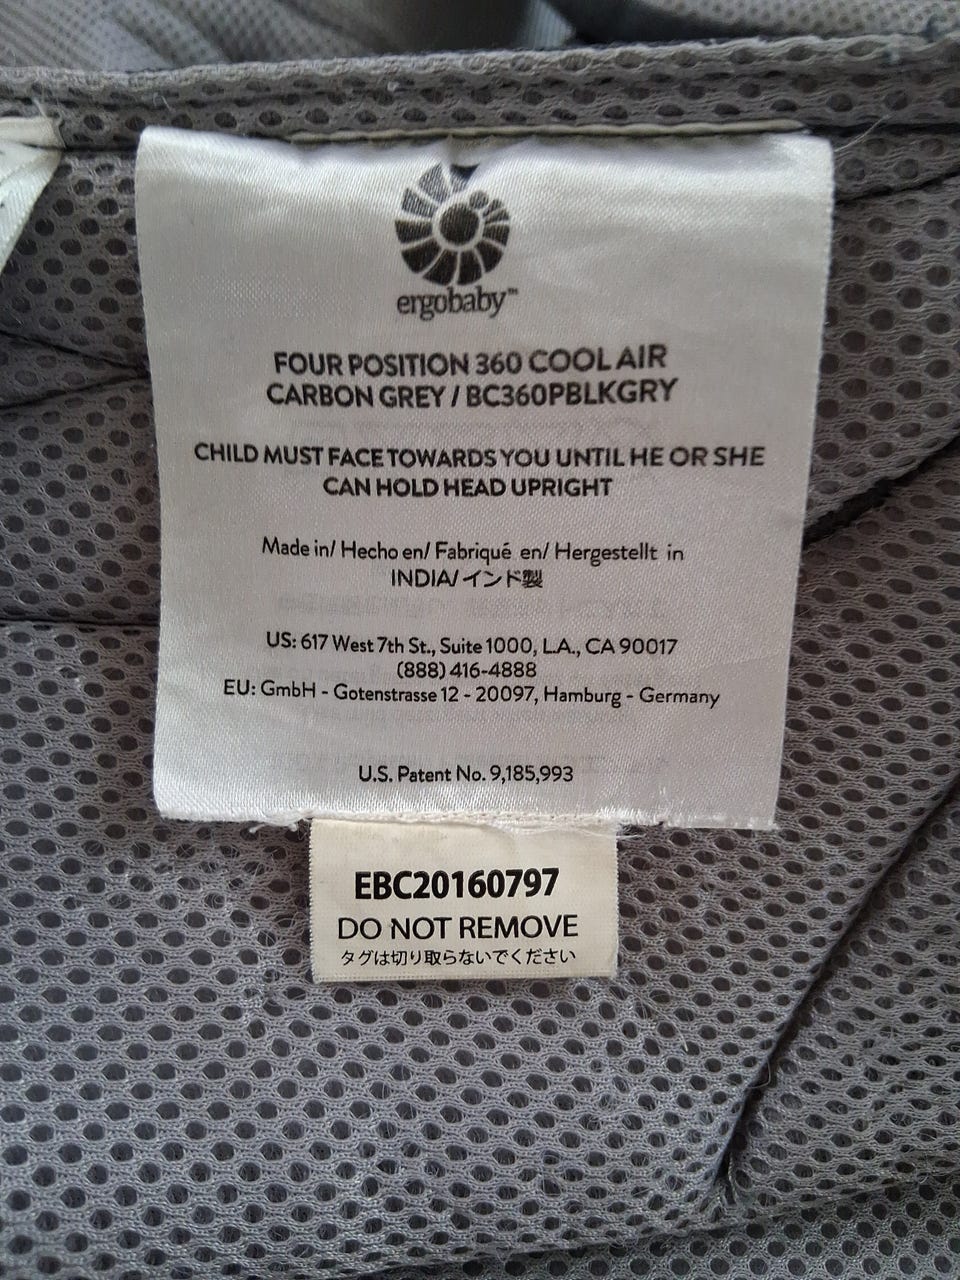 ergobaby™
FOUR POSITION 360 COOL AIR
CARBON GREY / BC360PBLKGRY
CHILD MUST FACE TOWARDS YOU UNTIL HE OR SHE
CAN HOLD HEAD UPRIGHT
Made in/ Hecho en/ Fabriqué en/ Hergestellt in
INDIA/インド製
US: 617 West 7th St., Suite 1000, L.A., CA 90017
(888) 416-4888
EU: GmbH - Gotenstrasse 12 - 20097, Hamburg - Germany
U.S. Patent No. 9,185,993
EBC20160797
DO NOT REMOVE
タグは切り取らないでください